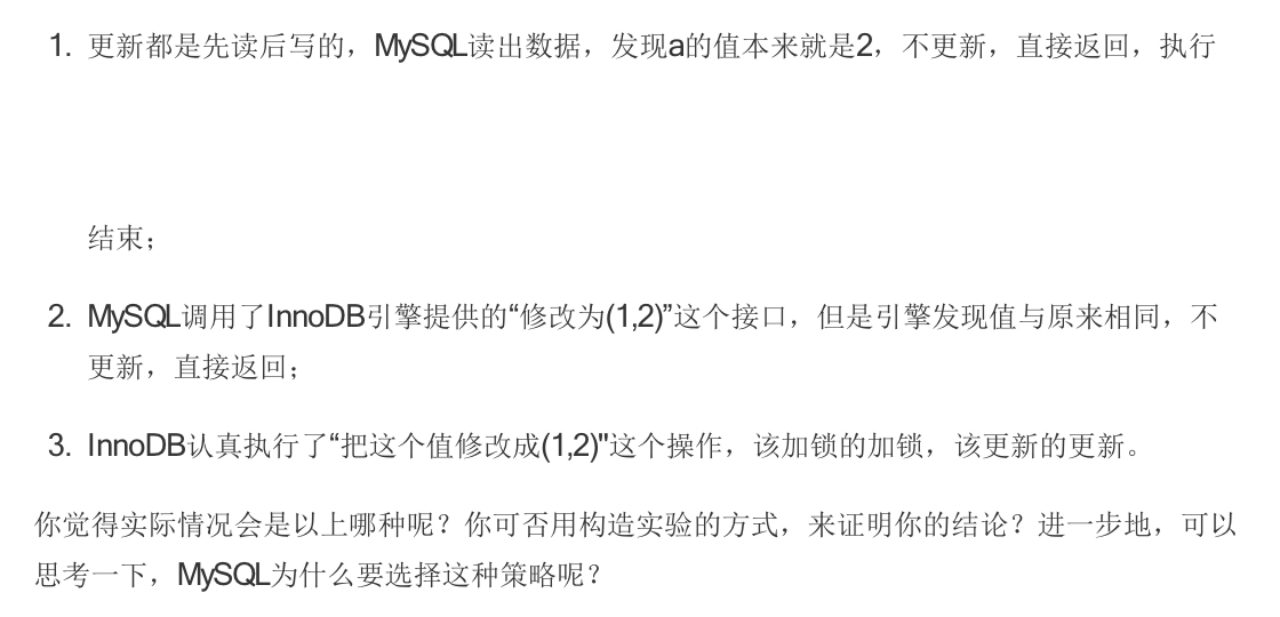 1. 更新都是先读后写的，MySQL读出数据，发现a的值本来就是2，不更新，直接返回，执行
结束；
2. MySQL调用了InnoDB引擎提供的“修改为(1,2)”这个接口，但是引擎发现值与原来相同，不
更新，直接返回；
3. InnoDB认真执行了“把这个值修改成(1,2)"这个操作，该加锁的加锁，该更新的更新。
你觉得实际情况会是以上哪种呢？你可否用构造实验的方式，来证明你的结论？进一步地，可以
思考一下，MySQL为什么要选择这种策略呢？